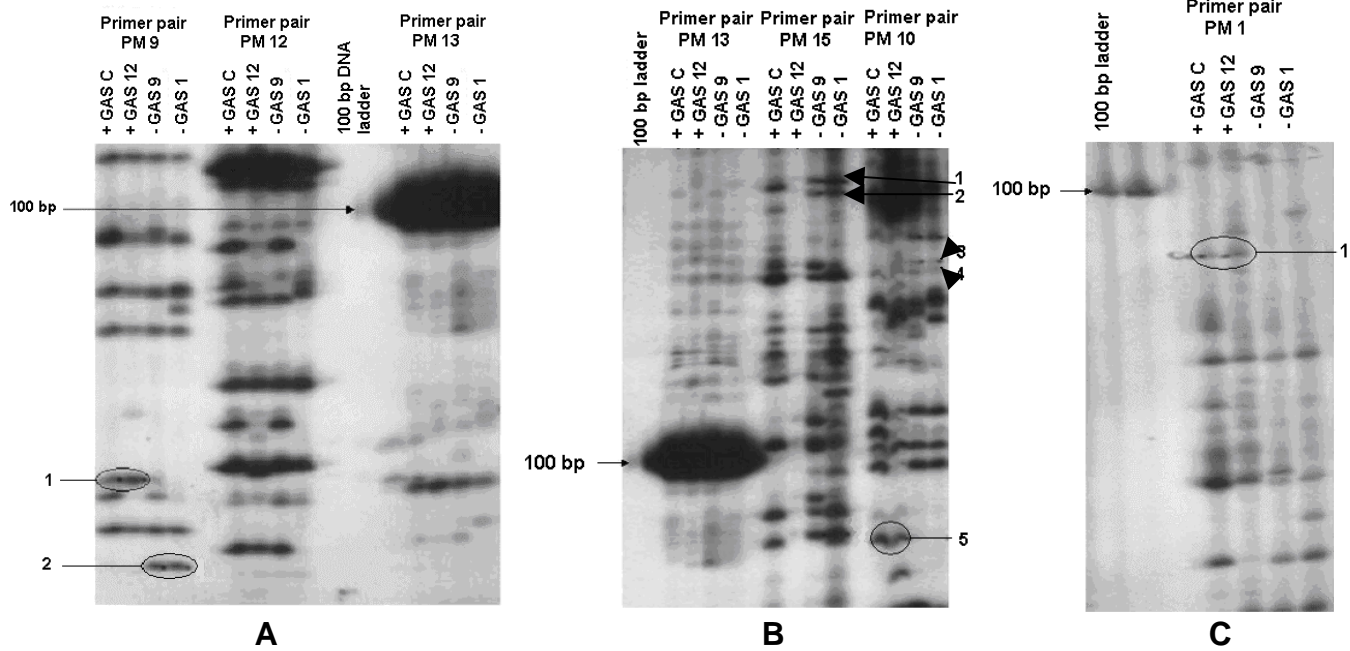 Primer pair
PM 9
+ GAS C
+ GAS 12
- GAS 9
- GAS 1
Primer pair
PM 12
+ GAS C
+ GAS 12
- GAS 9
- GAS 1
100 bp DNA
ladder
Primer pair
PM 13
+ GAS C
+ GAS 12
- GAS 9
- GAS 1
100 bp
1
2
A
100 bp ladder
Primer pair
PM 13
+ GAS C
+ GAS 12
- GAS 9
- GAS 1
Primer pair
PM 15
+ GAS C
+ GAS 12
- GAS 9
- GAS 1
Primer pair
PM 10
+ GAS C
+ GAS 12
- GAS 9
- GAS 1
1
2
3
4
100 bp
5
B
100 bp ladder
Primer pair
PM 1
+ GAS C
+ GAS 12
- GAS 9
- GAS 1
100 bp
1
C